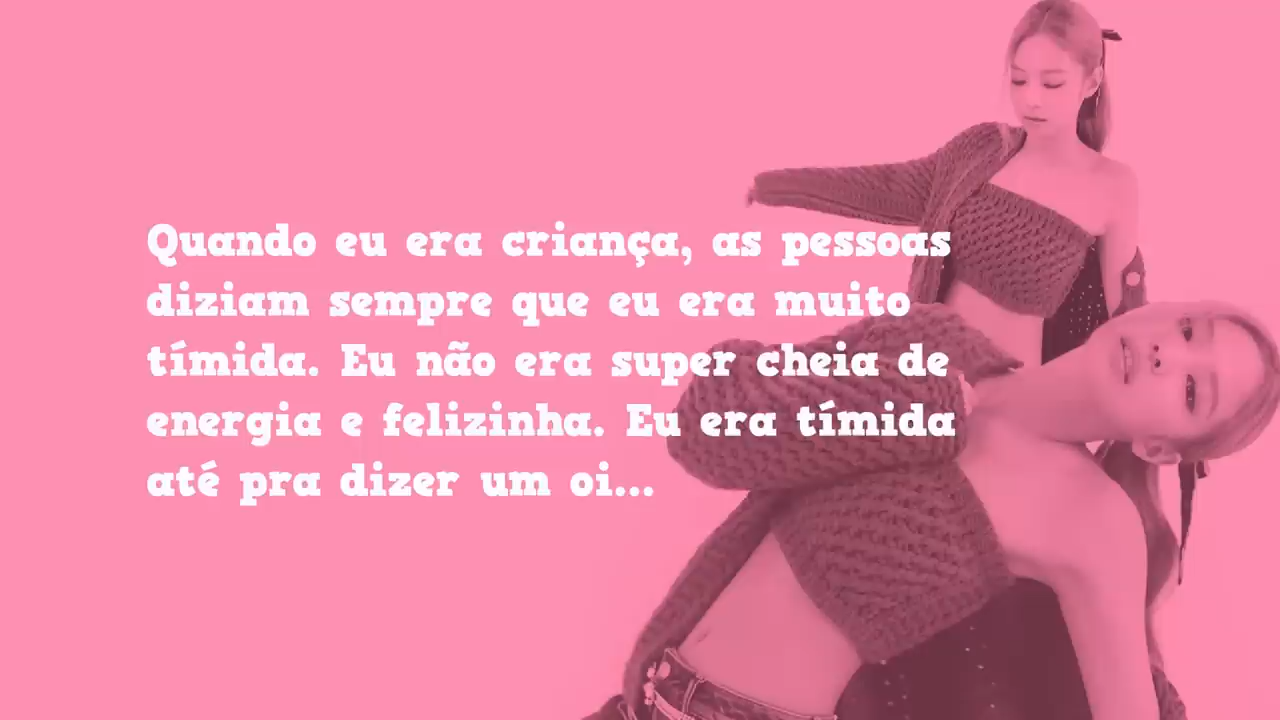 Quando eu era criança, as pessoas
diziam sempre que eu era muito
tímida. Eu não era super cheia de
energia e felizinha. Eu era tímida
até pra dizer um oi...